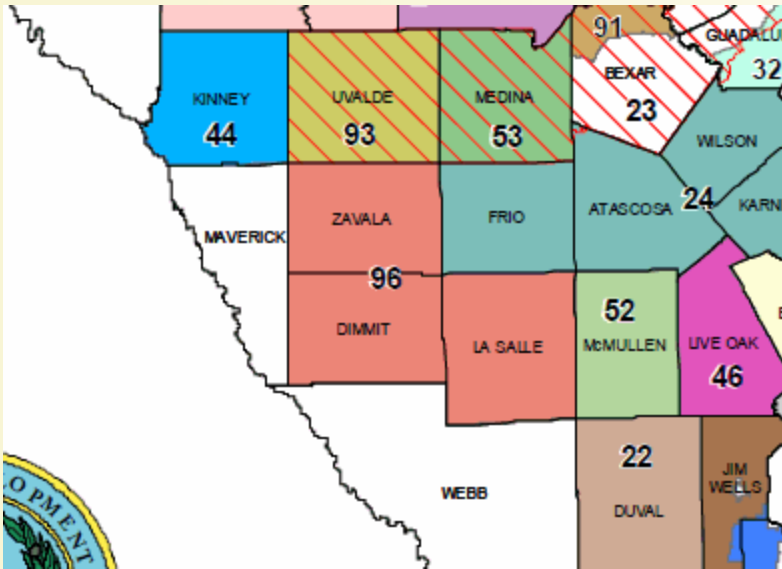 91
GUADALU
32
BEXAR
23
KINNEY
44
UVALDE
93
MEDINA
53
WILSON
ZAVALA
FRIO
ATASCOSA
24
KARN
MAVERICK
96
DIMMIT
LA SALLE
52
McMULLEN
LIVE OAK
46
22
JIM
WELLS
WEBB
DUVAL
OPMENT